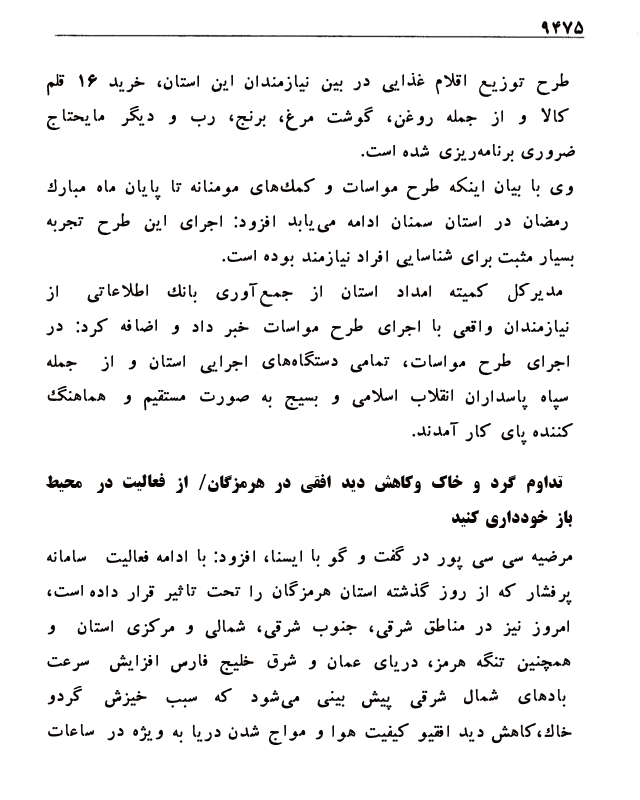 ۹۴۷۵
طرح توزیع اقلام غذایی در بین نیازمندان این استان، خرید ۱۶ قلم
کالا و از جمله روغن، گوشت مرغ، برنج، رب و دیگر مایحتاج
ضروری برنامه‌ریزی شده است.
وی با بیان اینکه طرح مواسات و کمك‌های مومنانه تا پایان ماه مبارك
رمضان در استان سمنان ادامه می‌یابد افزود: اجرای این طرح تجربه
بسیار مثبت برای شناسایی افراد نیازمند بوده است.
مدیرکل کمیته امداد استان از جمع‌آوری بانك اطلاعاتی از
نیازمندان واقعی با اجرای طرح مواسات خبر داد و اضافه کرد: در
اجرای طرح مواسات، تمامی دستگاه‌های اجرایی استان و از جمله
سپاه پاسداران انقلاب اسلامی و بسیج به صورت مستقیم و هماهنگ
کننده پای کار آمدند.
تداوم گرد و خاک وکاهش دید افقی در هرمزگان/ از فعالیت در محیط
باز خودداری کنید
مرضیه سی سی پور در گفت و گو با ایسنا، افزود: با ادامه فعالیت سامانه
پرفشار که از روز گذشته استان هرمزگان را تحت تاثیر قرار داده است،
امروز نیز در مناطق شرقی، جنوب شرقی، شمالی و مرکزی استان و
همچنین تنگه هرمز، دریای عمان و شرق خلیج فارس افزایش سرعت
بادهای شمال شرقی پیش بینی می‌شود که سبب خیزش گردو
خاك،کاهش دید افقیو کیفیت هوا و مواج شدن دریا به ویژه در ساعات